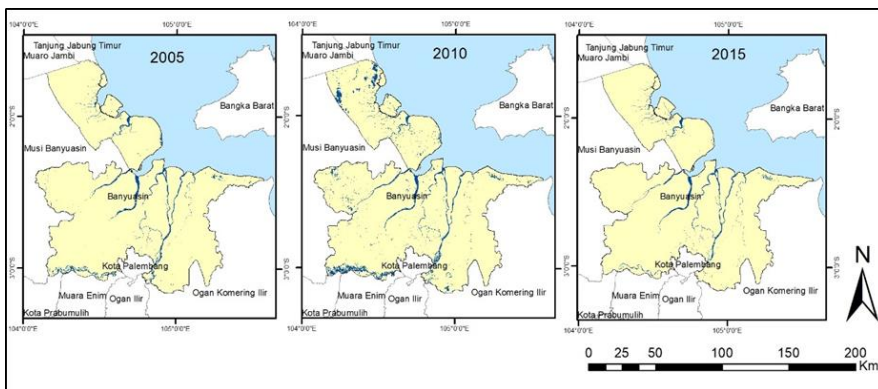 104°0'0"E 105°0'0"E
Tanjung Jabung Timur
Muaro Jambi
2005
Bangka Barat
2°0'0"S
Musi Banyuasin
Banyuasin
3°0'0"S
Kota Palembang
Muara Enim
Ogan Ilir
Ogan Komering Ilir
Kota Prabumulih
104°0'0"E 105°0'0"E
104°0'0"E 105°0'0"E
Tanjung Jabung Timur
Muaro Jambi
2010
Bangka Barat
2°0'0"S
Musi Banyuasin
Banyuasin
3°0'0"S
Kota Palembang
Muara Enim
Ogan Ilir
Ogan Komering Ilir
Kota Prabumulih
104°0'0"E 105°0'0"E
104°0'0"E 105°0'0"E
Tanjung Jabung Timur
Muaro Jambi
2015
Bangka Barat
2°0'0"S
Musi Banyuasin
Banyuasin
3°0'0"S
Kota Palembang
Muara Enim
Ogan Ilir
Ogan Komering Ilir
Kota Prabumulih
104°0'0"E 105°0'0"E
N
0 25 50 100 150 200
Km